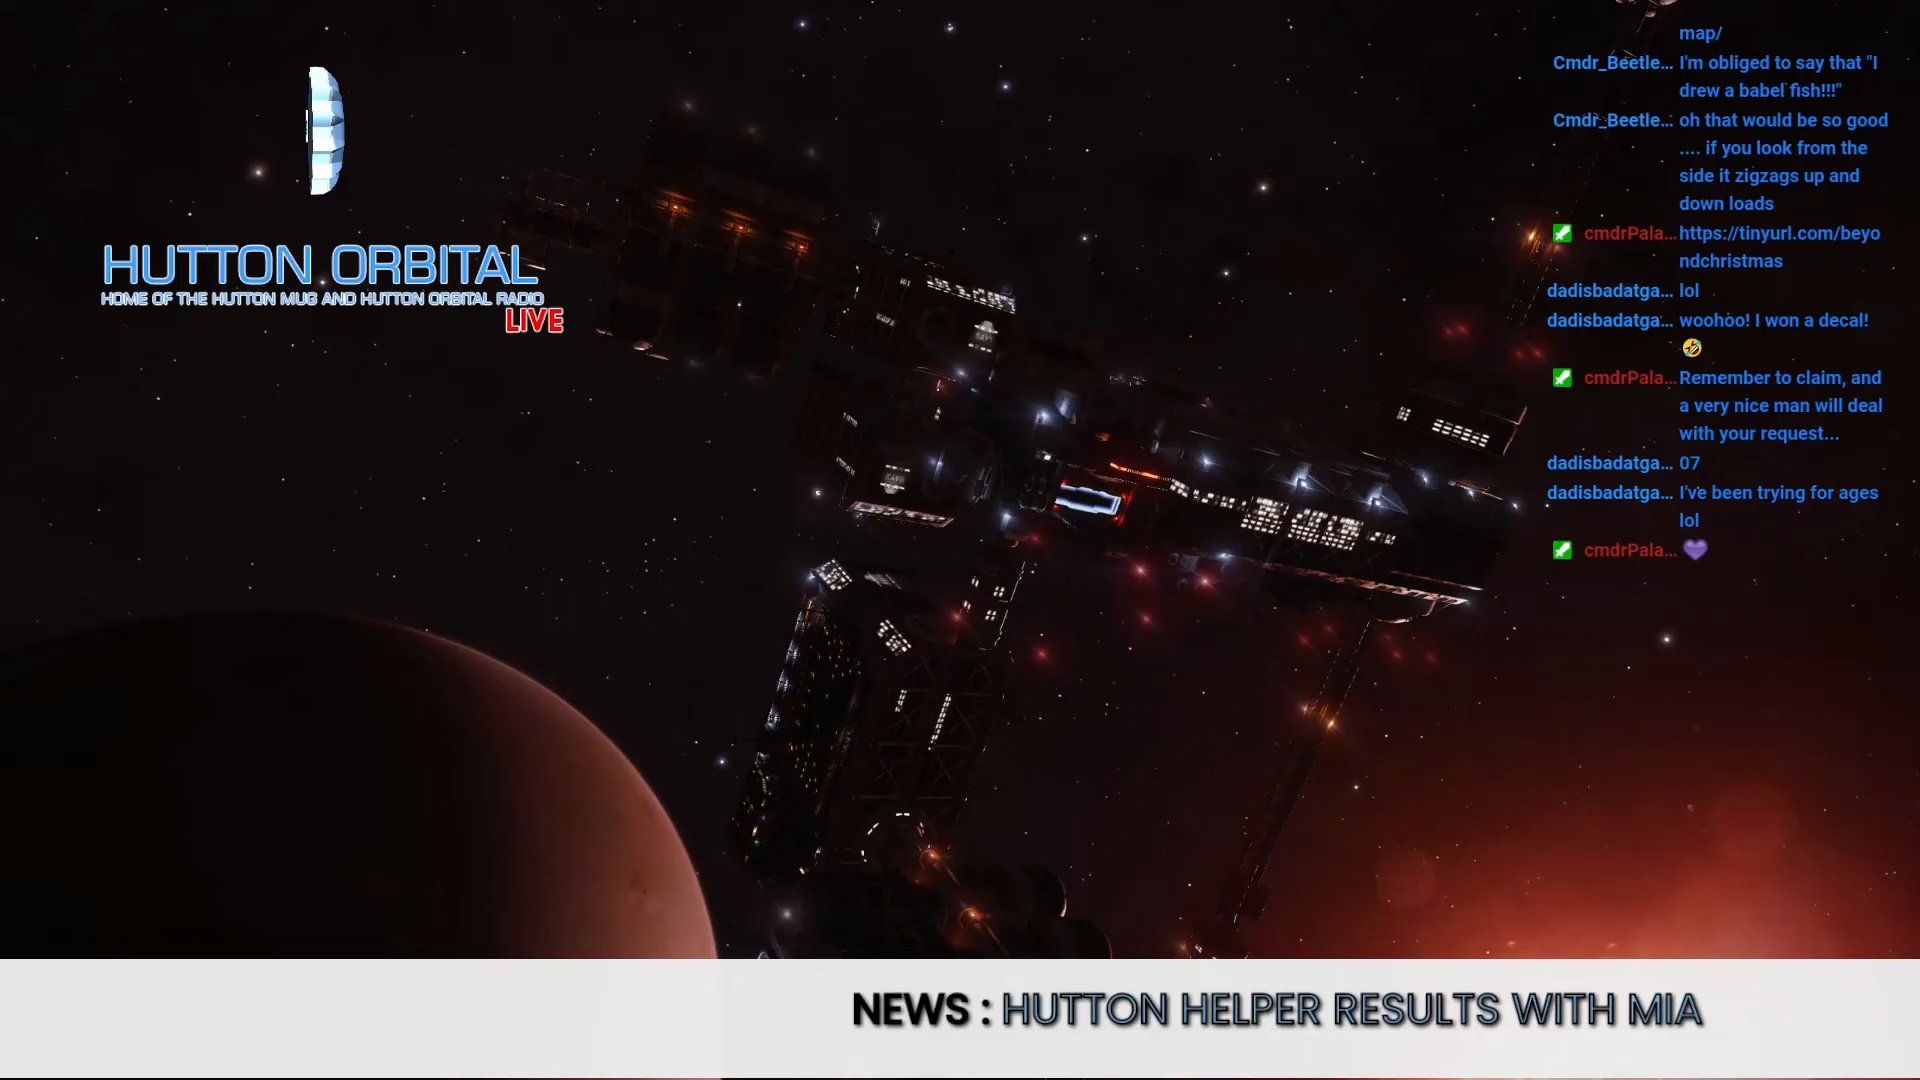 HUTTON ORBITAL
HOME OF THE HUTTON MUG AND HUTTON ORBITAL RADIO
LIVE
map/
Cmdr_Beetle... I'm obliged to say that "I
drew a babel fish!!!"
Cmdr_Beetle... oh that would be so good
.... if you look from the
side it zigzags up and
down loads
cmdrPala... https://tinyurl.com/beyo
ndchristmas
dadisbadatga... lol
dadisbadatga... woohoo! I won a decal!
🤣
cmdrPala... Remember to claim, and
a very nice man will deal
with your request...
dadisbadatga... 07
dadisbadatga... I've been trying for ages
lol
cmdrPala... 💜
NEWS : HUTTON HELPER RESULTS WITH MIA